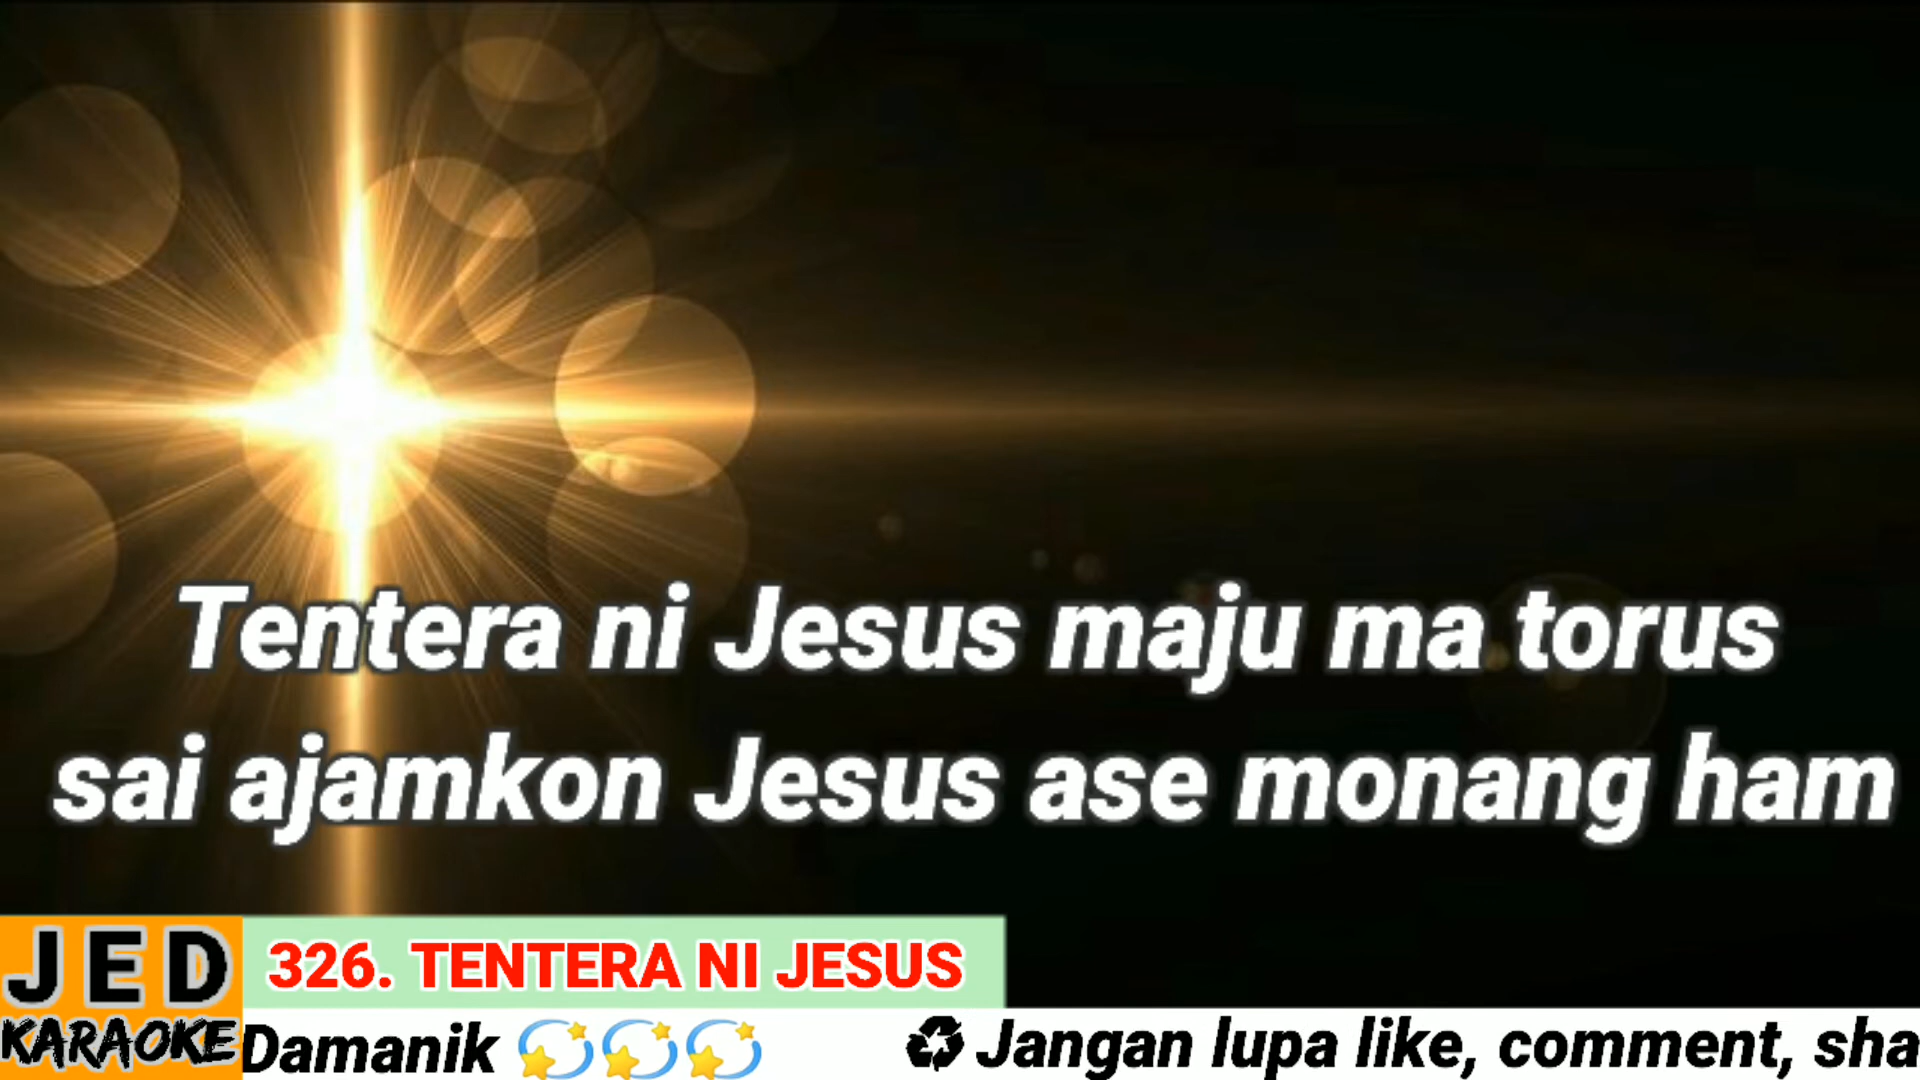 Tentera ni Jesus maju ma torus
sai ajamkon Jesus ase monang ham
JED
KARAOKE
326. TENTERA NI JESUS
Damanik 💫💫💫 ♻ Jangan lupa like, comment, sha